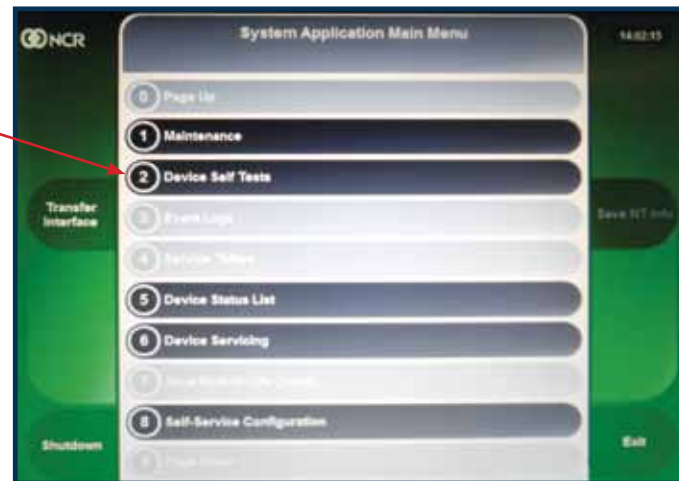 NCR
System Application Main Menu
14:02:15
0 Page Up
1 Maintenance
2 Device Self Tests
Transfer Interface
3 Event Logs
Save NT Info
4
5 Device Status List
6 Device Servicing
7
8 Self-Service Configuration
Shutdown
Exit
9 Page Down